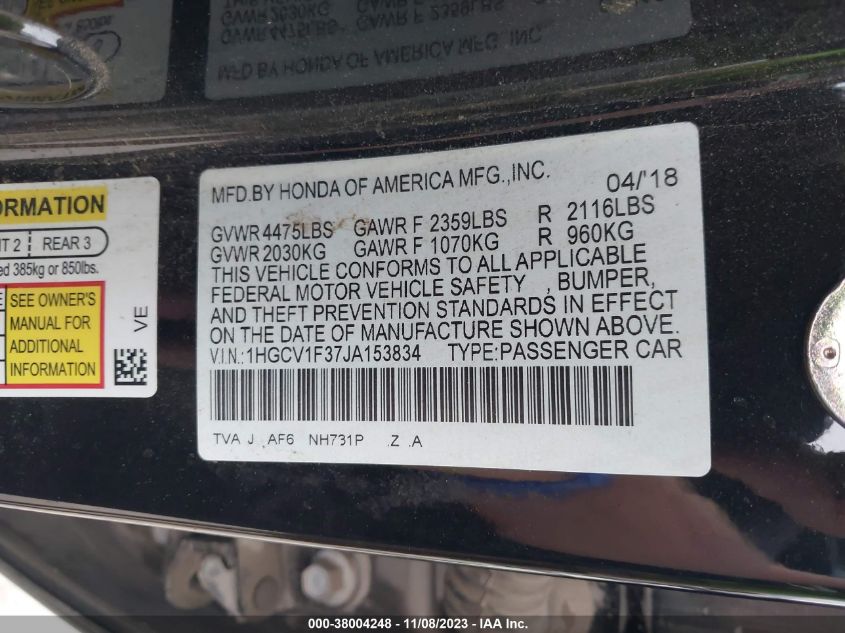 MFD.BY HONDA OF AMERICA MFG.,INC. 04/'18
GVWR 4475LBS GAWR F 2359LBS R 2116LBS
GVWR 2030KG GAWR F 1070KG R 960KG
THIS VEHICLE CONFORMS TO ALL APPLICABLE
FEDERAL MOTOR VEHICLE SAFETY , BUMPER,
AND THEFT PREVENTION STANDARDS IN EFFECT
ON THE DATE OF MANUFACTURE SHOWN ABOVE.
V.I.N.:1HGCV1F37JA153834 TYPE:PASSENGER CAR
TVA J AF6 NH731P Z A
REAR 3
385kg or 850lbs.
SEE OWNER'S
MANUAL FOR
ADDITIONAL
INFORMATION
VE
000-38004248 - 11/08/2023 - IAA Inc.